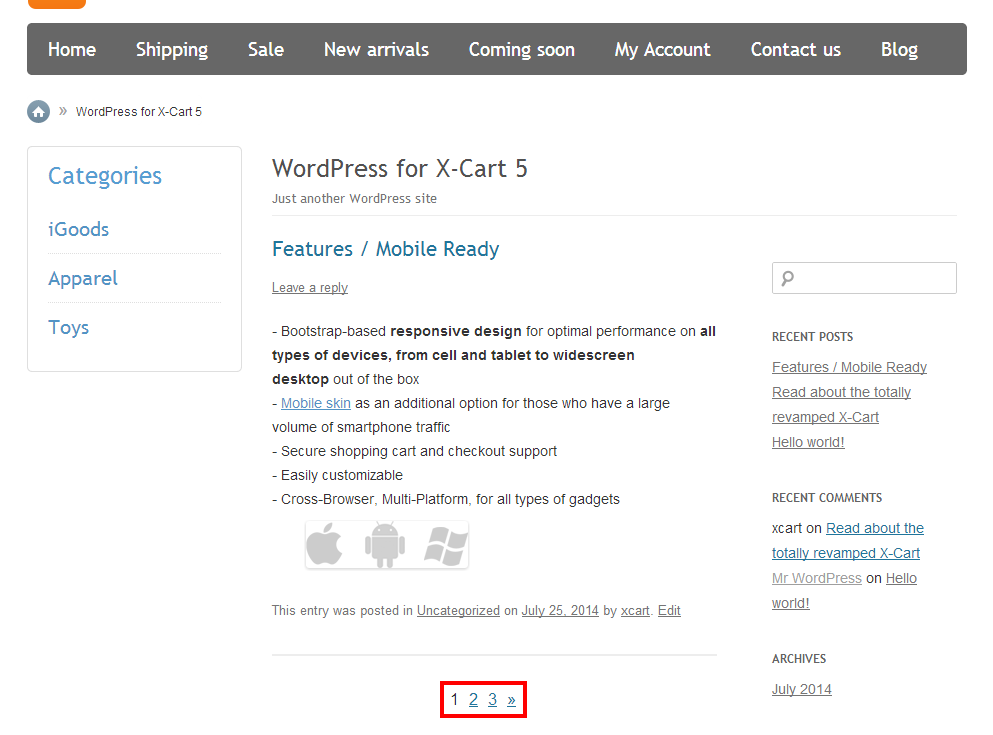 Home Shipping Sale New arrivals Coming soon My Account Contact us Blog
» WordPress for X-Cart 5
Categories
iGoods
Apparel
Toys
WordPress for X-Cart 5
Just another WordPress site
Features / Mobile Ready
Leave a reply
- Bootstrap-based responsive design for optimal performance on all
types of devices, from cell and tablet to widescreen
desktop out of the box
- Mobile skin as an additional option for those who have a large
volume of smartphone traffic
- Secure shopping cart and checkout support
- Easily customizable
- Cross-Browser, Multi-Platform, for all types of gadgets
This entry was posted in Uncategorized on July 25, 2014 by xcart. Edit
1 2 3 »
RECENT POSTS
Features / Mobile Ready
Read about the totally
revamped X-Cart
Hello world!
RECENT COMMENTS
xcart on Read about the
totally revamped X-Cart
Mr WordPress on Hello
world!
ARCHIVES
July 2014